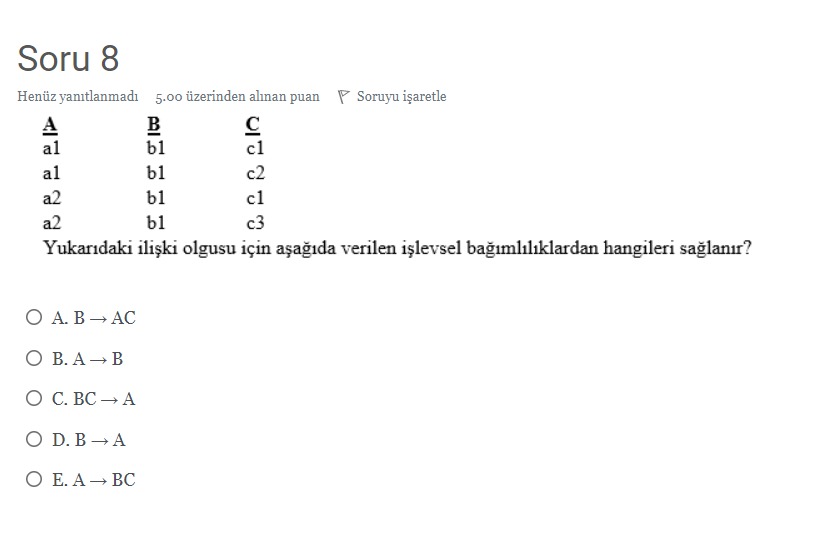 Soru 8
Henüz yanıtlanmadı 5.00 üzerinden alınan puan Soruyu işaretle
A B C
a1 b1 c1
a1 b1 c2
a2 b1 c1
a2 b1 c3
Yukarıdaki ilişki olgusu için aşağıda verilen işlevsel bağımlılıklardan hangileri sağlanır?
A. B → AC
B. A → B
C. BC → A
D. B → A
E. A → BC